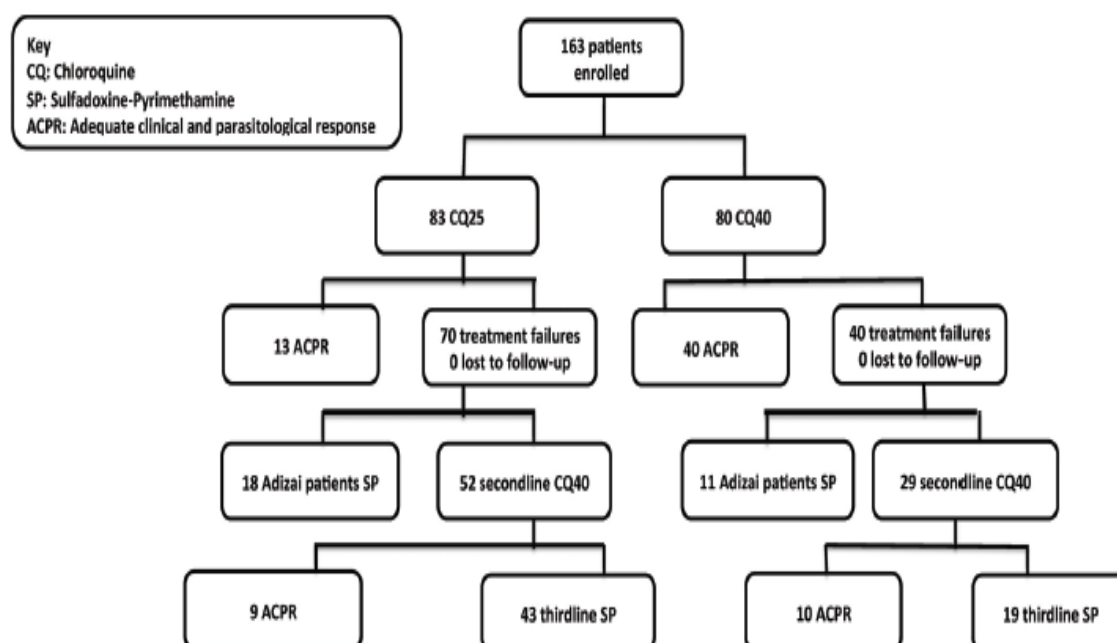 Key
CQ: Chloroquine
SP: Sulfadoxine-Pyrimethamine
ACPR: Adequate clinical and parasitological response
163 patients
enrolled
83 CQ25
80 CQ40
13 ACPR
70 treatment failures
0 lost to follow-up
40 ACPR
40 treatment failures
0 lost to follow-up
18 Adizai patients SP
52 secondline CQ40
11 Adizai patients SP
29 secondline CQ40
9 ACPR
43 thirdline SP
10 ACPR
19 thirdline SP